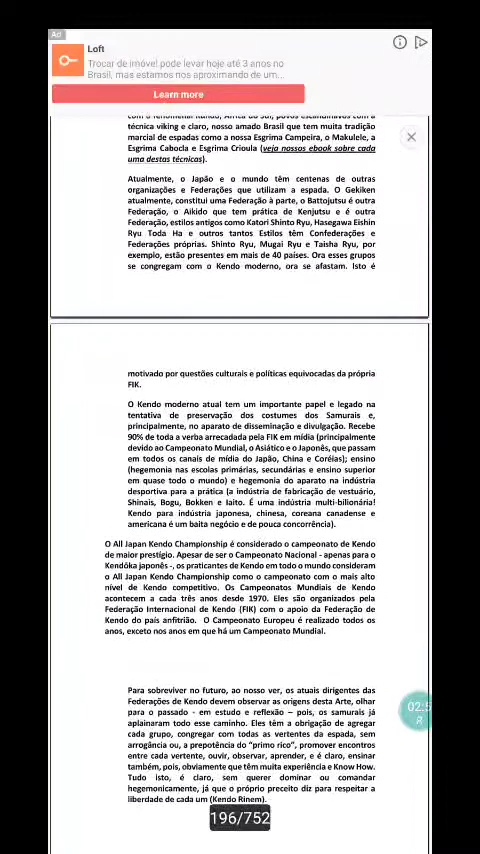 Ad
Loft
Trocar de imóvel pode levar hoje até 3 anos no
Brasil, mas estamos nos aproximando de um...
Learn more
técnica viking e claro, nosso amado Brasil que tem muita tradição
marcial de espadas como a nossa Esgrima Campeira, o Makulele, a
Esgrima Cabocla e Esgrima Crioula (veja nossos ebook sobre cada
uma destas técnicas).
Atualmente, o Japão e o mundo têm centenas de outras
organizações e Federações que utilizam a espada. O Gekiken
atualmente, constitui uma Federação à parte, o Battojutsu é outra
Federação, o Aikido que tem prática de Kenjutsu e é outra
Federação, estilos antigos como Katori Shinto Ryu, Hasegawa Eishin
Ryu Toda Ha e outros tantos Estilos têm Confederações e
Federações próprias. Shinto Ryu, Mugai Ryu e Taisha Ryu, por
exemplo, estão presentes em mais de 40 países. Ora esses grupos
se congregam com o Kendo moderno, ora se afastam. Isto é
motivado por questões culturais e políticas equivocadas da própria
FIK.
O Kendo moderno atual tem um importante papel e legado na
tentativa de preservação dos costumes dos Samurais e,
principalmente, no aparato de disseminação e divulgação. Recebe
90% de toda a verba arrecadada pela FIK em mídia (principalmente
devido ao Campeonato Mundial, o Asiático e o Japonês, que passam
em todos os canais de mídia do Japão, China e Coréias); ensino
(hegemonia nas escolas primárias, secundárias e ensino superior
em quase todo o mundo) e hegemonia do aparato na indústria
desportiva para a prática (a indústria de fabricação de vestuário,
Shinais, Bogu, Bokken e Iaito. É uma indústria multi-bilionária!
Kendo para indústria japonesa, chinesa, coreana canadense e
americana é um baita negócio e de pouca concorrência).
O All Japan Kendo Championship é considerado o campeonato de Kendo
de maior prestígio. Apesar de ser o Campeonato Nacional - apenas para o
Kendôka japonês -, os praticantes de Kendo em todo o mundo consideram
o All Japan Kendo Championship como o campeonato com o mais alto
nível de Kendo competitivo. Os Campeonatos Mundiais de Kendo
acontecem a cada três anos desde 1970. Eles são organizados pela
Federação Internacional de Kendo (FIK) com o apoio da Federação de
Kendo do país anfitrião. O Campeonato Europeu é realizado todos os
anos, exceto nos anos em que há um Campeonato Mundial.
Para sobreviver no futuro, ao nosso ver, os atuais dirigentes das
Federações de Kendo devem observar as origens desta Arte, olhar
para o passado - em estudo e reflexão – pois, os samurais já
aplainaram todo esse caminho. Eles têm a obrigação de agregar
cada grupo, congregar com todas as vertentes da espada, sem
arrogância ou, a prepotência do "primo rico", promover encontros
entre cada vertente, ouvir, observar, aprender, e é claro, ensinar
também, pois, obviamente que têm muita experiência e Know How.
Tudo isto, é claro, sem querer dominar ou comandar
hegemonicamente, já que o próprio preceito diz para respeitar a
liberdade de cada um (Kendo Rinem).
196/752